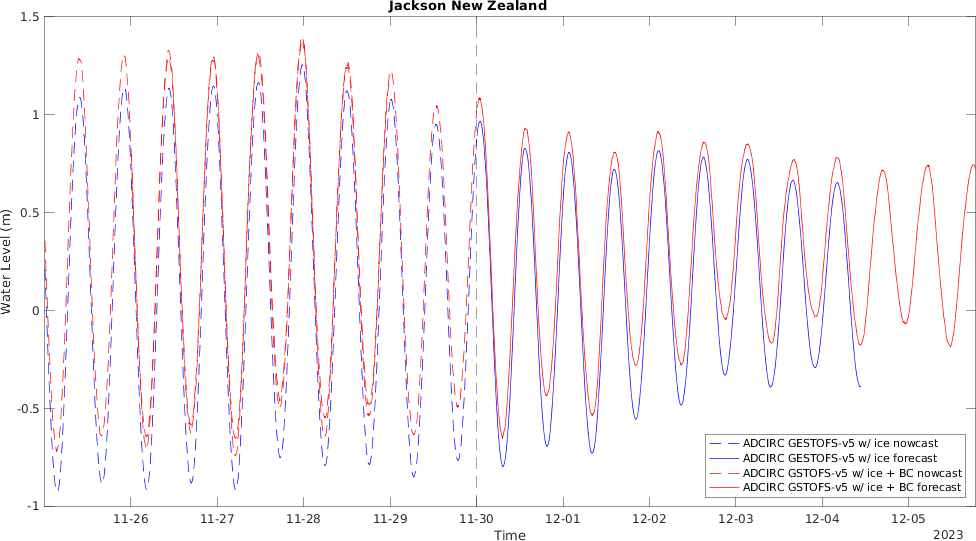 Jackson New Zealand
1.5
1
0.5
0
-0.5
-1
Water Level (m)
11-26 11-27 11-28 11-29 11-30 12-01 12-02 12-03 12-04 12-05
Time
2023
ADCIRC GESTOFS-v5 w/ ice nowcast
ADCIRC GESTOFS-v5 w/ ice forecast
ADCIRC GSTOFS-v5 w/ ice + BC nowcast
ADCIRC GSTOFS-v5 w/ ice + BC forecast